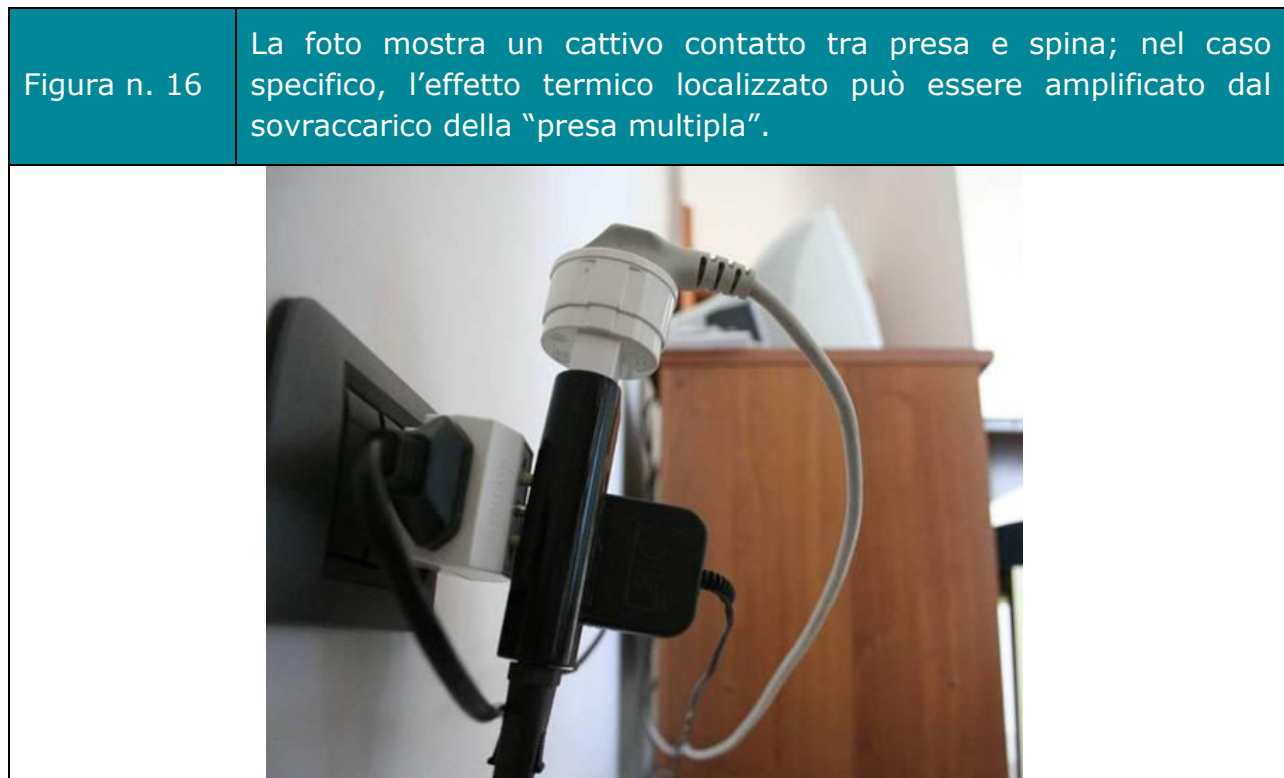 Figura n. 16
La foto mostra un cattivo contatto tra presa e spina; nel caso
specifico, l’effetto termico localizzato può essere amplificato dal
sovraccarico della “presa multipla”.